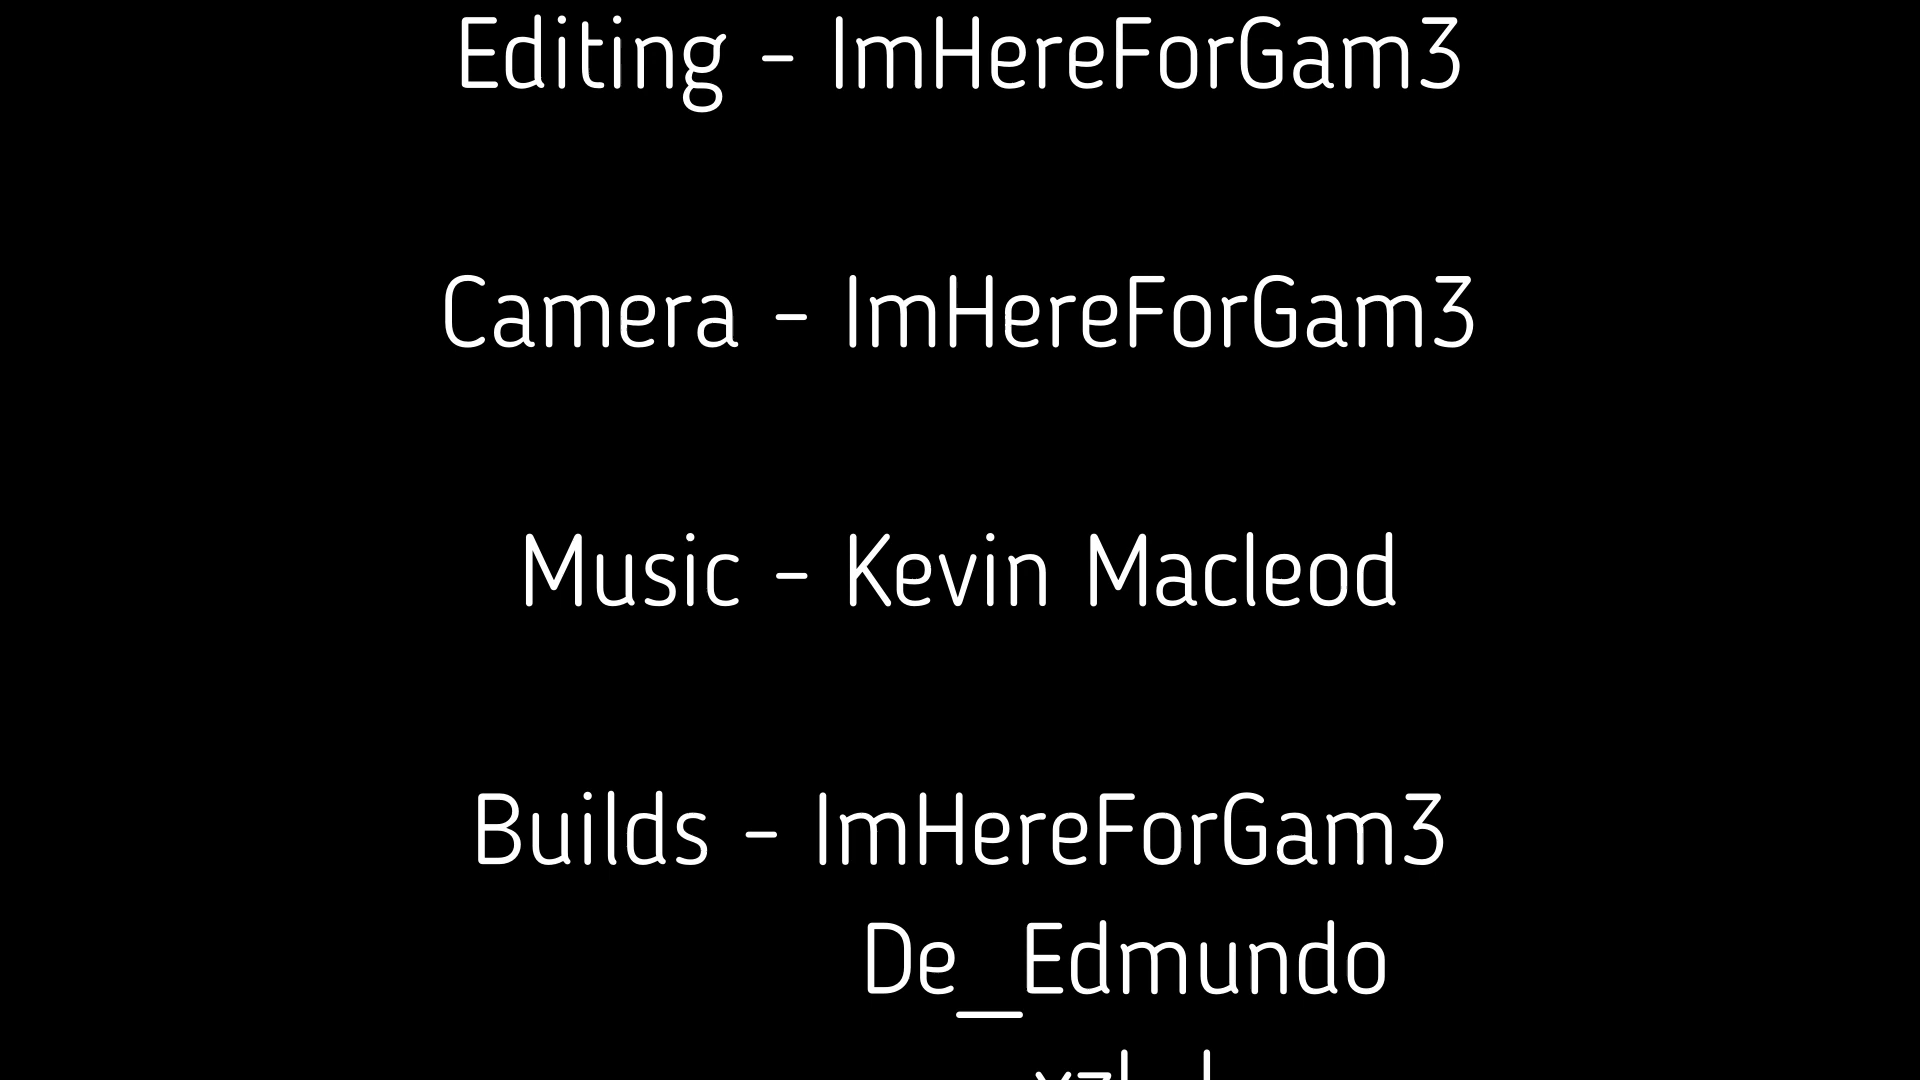 Editing - ImHereForGam3
Camera - ImHereForGam3
Music - Kevin Macleod
Builds - ImHereForGam3
De_Edmundo